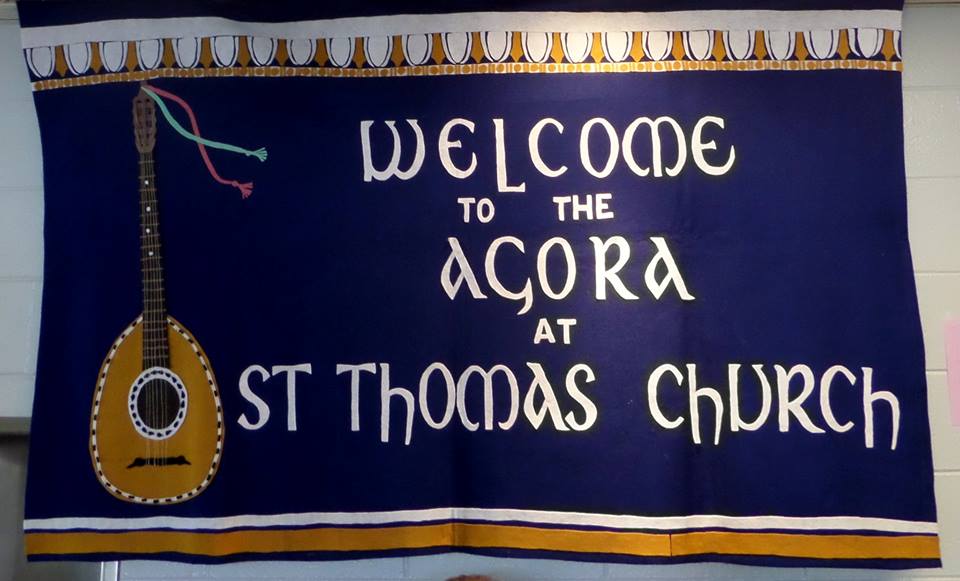 WELCOME
TO THE
AGORA
AT
ST THOMAS CHURCH